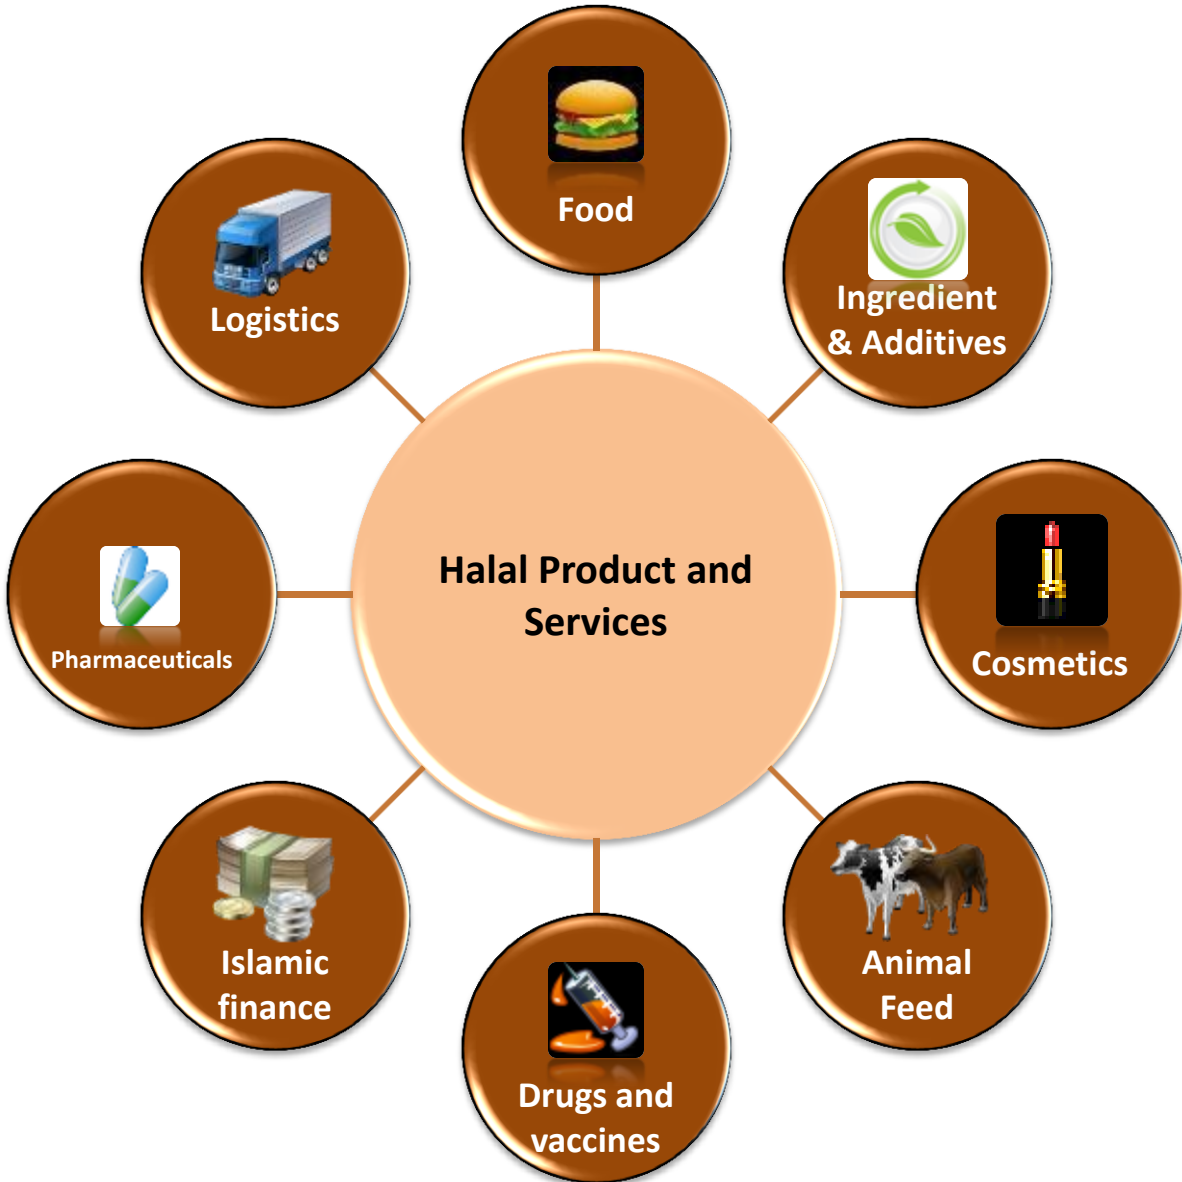 Food
Ingredient
& Additives
Cosmetics
Animal
Feed
Drugs and
vaccines
Islamic
finance
Pharmaceuticals
Logistics
Halal Product and
Services